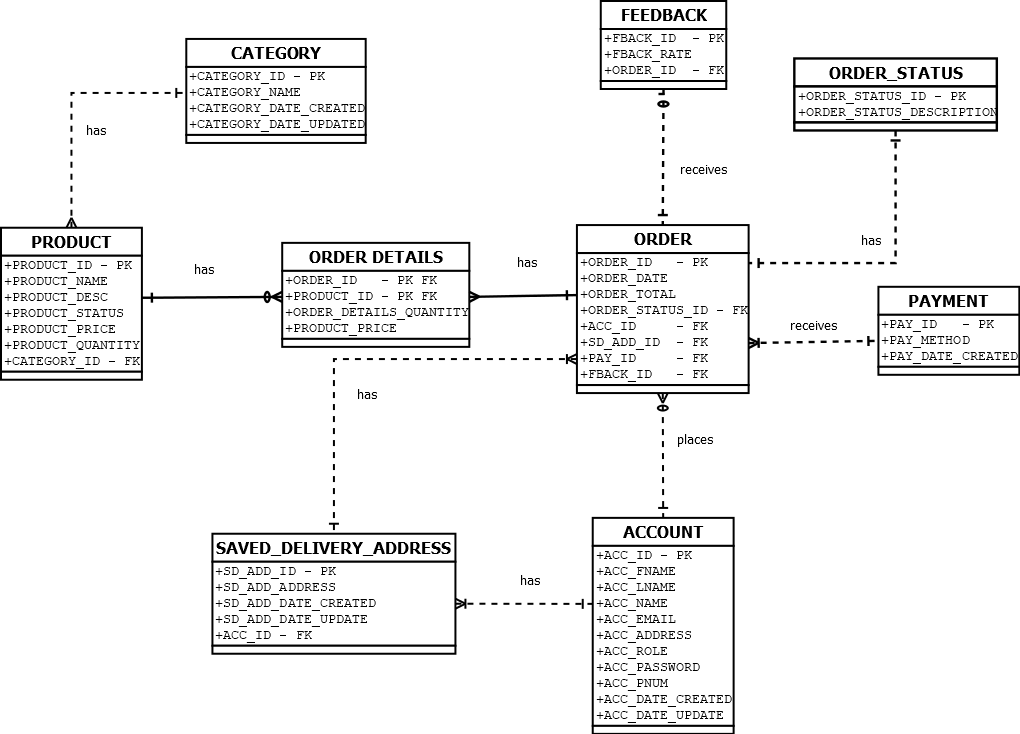 FEEDBACK
+FBACK_ID - PK
+FBACK_RATE
+ORDER_ID - FK
CATEGORY
+CATEGORY_ID - PK
+CATEGORY_NAME
+CATEGORY_DATE_CREATED
+CATEGORY_DATE_UPDATED
ORDER_STATUS
+ORDER_STATUS_ID - PK
+ORDER_STATUS_DESCRIPTION
has
receives
has
PRODUCT
+PRODUCT_ID - PK
+PRODUCT_NAME
+PRODUCT_DESC
+PRODUCT_STATUS
+PRODUCT_PRICE
+PRODUCT_QUANTITY
+CATEGORY_ID - FK
has
ORDER DETAILS
+ORDER_ID - PK FK
+PRODUCT_ID - PK FK
+ORDER_DETAILS_QUANTITY
+PRODUCT_PRICE
has
ORDER
+ORDER_ID - PK
+ORDER_DATE
+ORDER_TOTAL
+ORDER_STATUS_ID - FK
+ACC_ID - FK
+SD_ADD_ID - FK
+PAY_ID - FK
+FBACK_ID - FK
receives
PAYMENT
+PAY_ID - PK
+PAY_METHOD
+PAY_DATE_CREATED
has
places
SAVED_DELIVERY_ADDRESS
+SD_ADD_ID - PK
+SD_ADD_ADDRESS
+SD_ADD_DATE_CREATED
+SD_ADD_DATE_UPDATE
+ACC_ID - FK
has
ACCOUNT
+ACC_ID - PK
+ACC_FNAME
+ACC_LNAME
+ACC_NAME
+ACC_EMAIL
+ACC_ADDRESS
+ACC_ROLE
+ACC_PASSWORD
+ACC_PNUM
+ACC_DATE_CREATED
+ACC_DATE_UPDATE